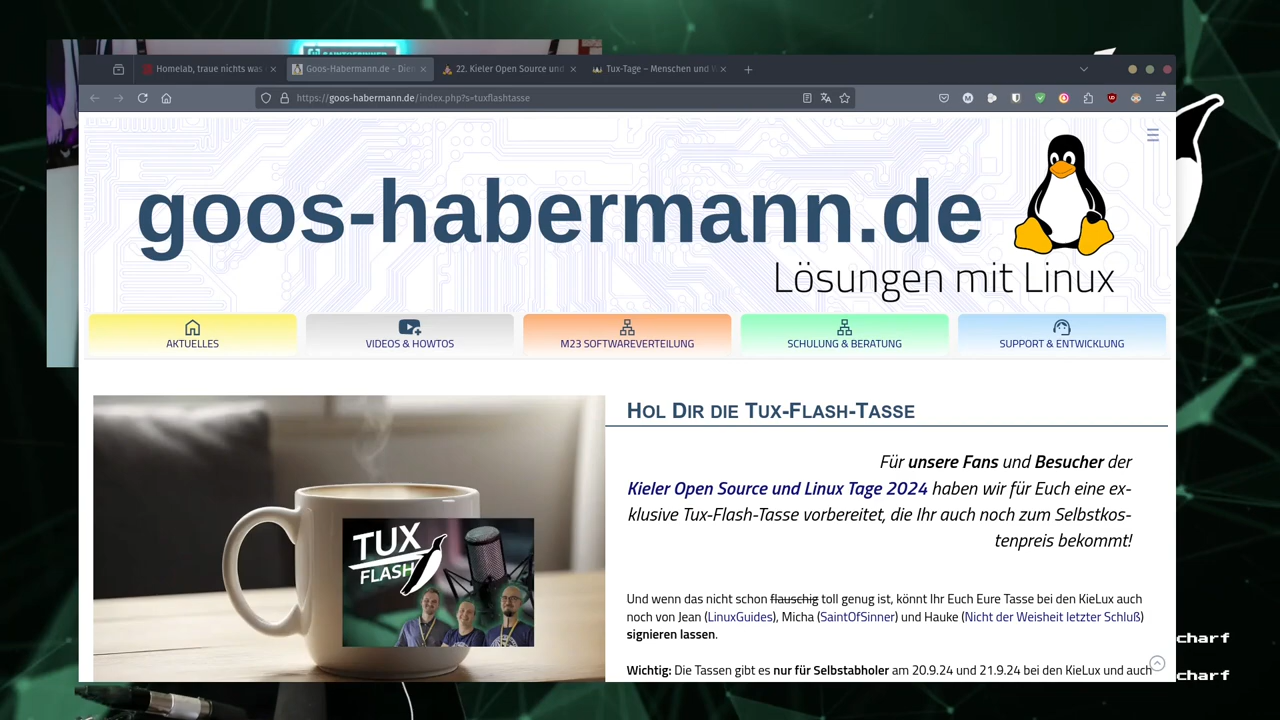 SAINTOFSINNER
Homelab, traue nichts was
Goos-Habermann.de - Dien
22. Kieler Open Source und
Tux-Tage – Menschen und W
https://goos-habermann.de/index.php?s=tuxflashtasse
goos-habermann.de
Lösungen mit Linux
AKTUELLES
VIDEOS & HOWTOS
M23 SOFTWAREVERTEILUNG
SCHULUNG & BERATUNG
SUPPORT & ENTWICKLUNG
Hol Dir die Tux-Flash-Tasse
Für unsere Fans und Besucher der
Kieler Open Source und Linux Tage 2024 haben wir für Euch eine ex-
klusive Tux-Flash-Tasse vorbereitet, die Ihr auch noch zum Selbstkos-
tenpreis bekommt!
TUX
FLASH
Und wenn das nicht schon flauschig toll genug ist, könnt Ihr Euch Eure Tasse bei den KieLux auch
noch von Jean (LinuxGuides), Micha (SaintOfSinner) und Hauke (Nicht der Weisheit letzter Schluß)
signieren lassen.
Wichtig: Die Tassen gibt es nur für Selbstabholer am 20.9.24 und 21.9.24 bei den KieLux und auch
charf
charf